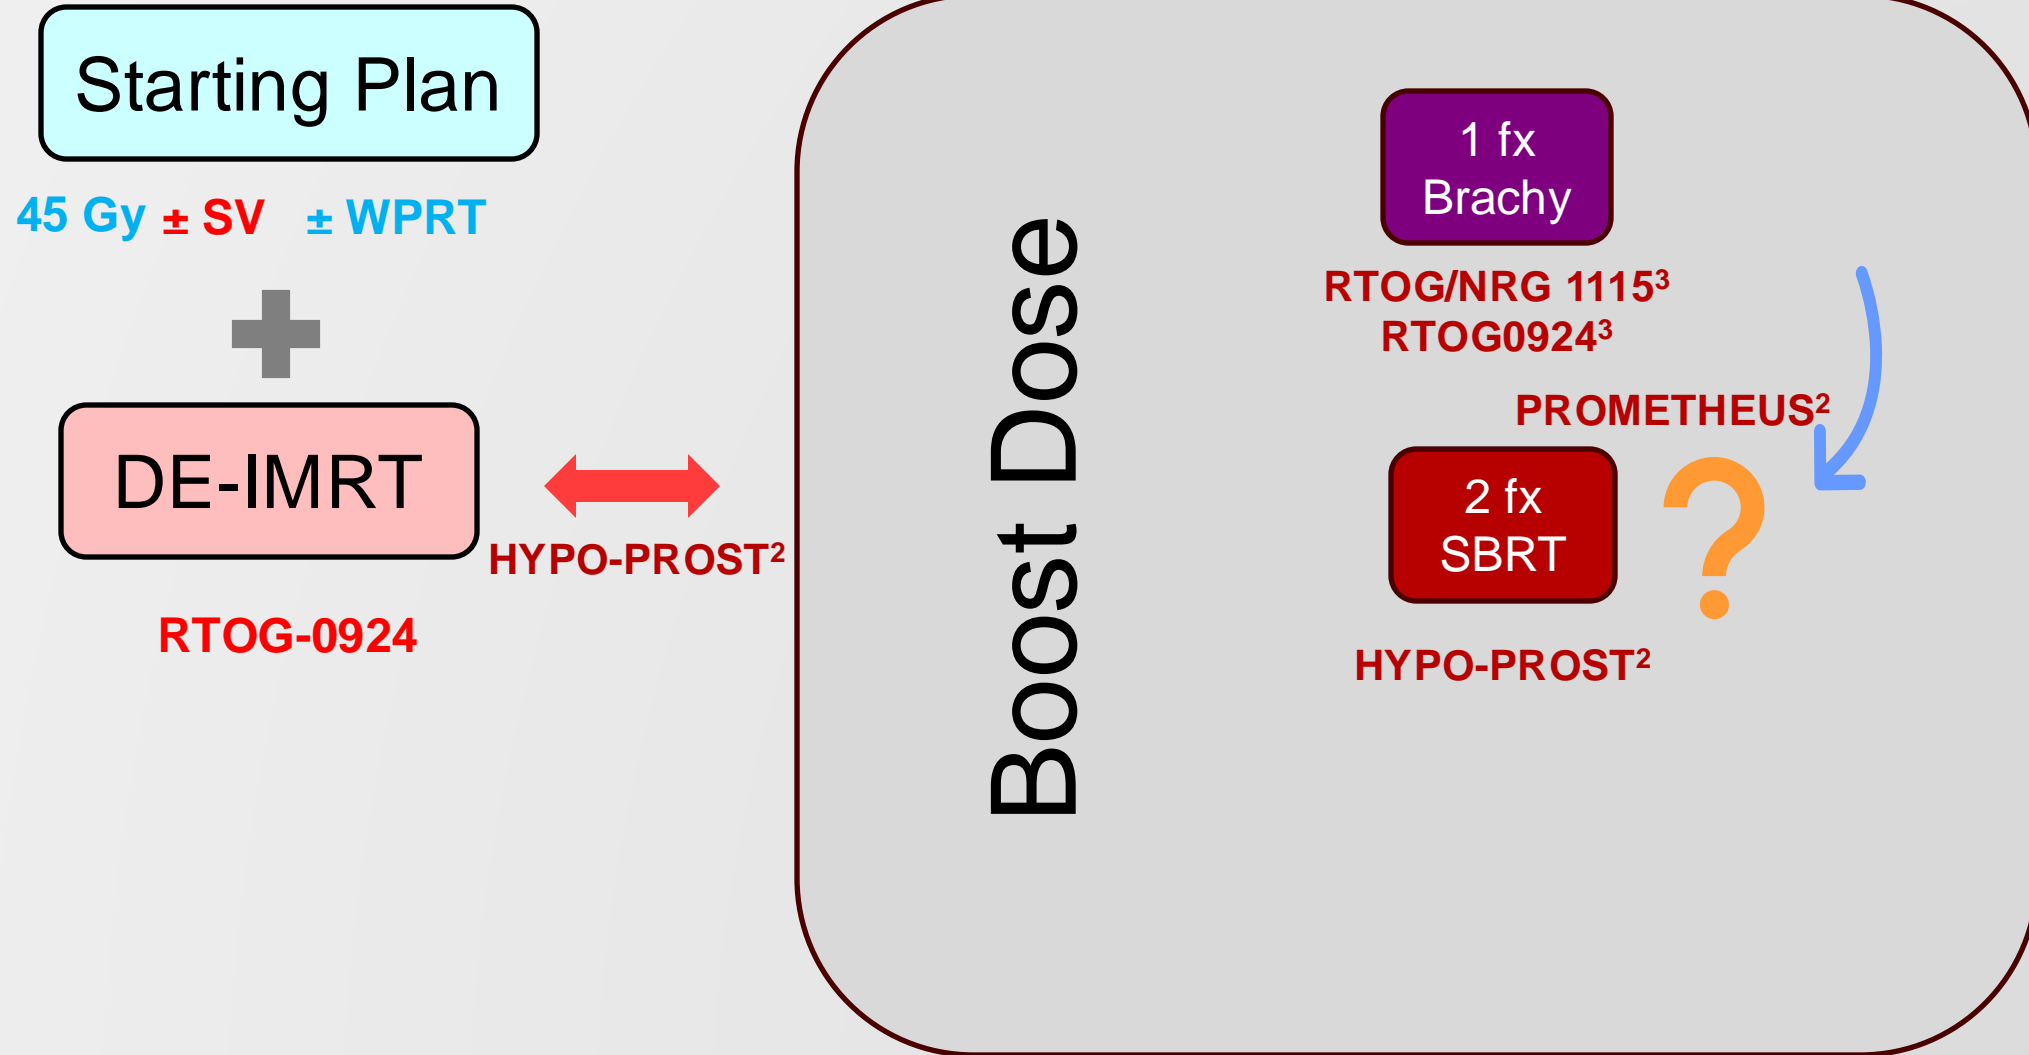 Starting Plan
45 Gy ± SV ± WPRT
DE-IMRT
RTOG-0924
HYPO-PROST²
Boost Dose
1 fx
Brachy
RTOG/NRG 1115³
RTOG0924³
PROMETHEUS²
2 fx
SBRT
?
HYPO-PROST²